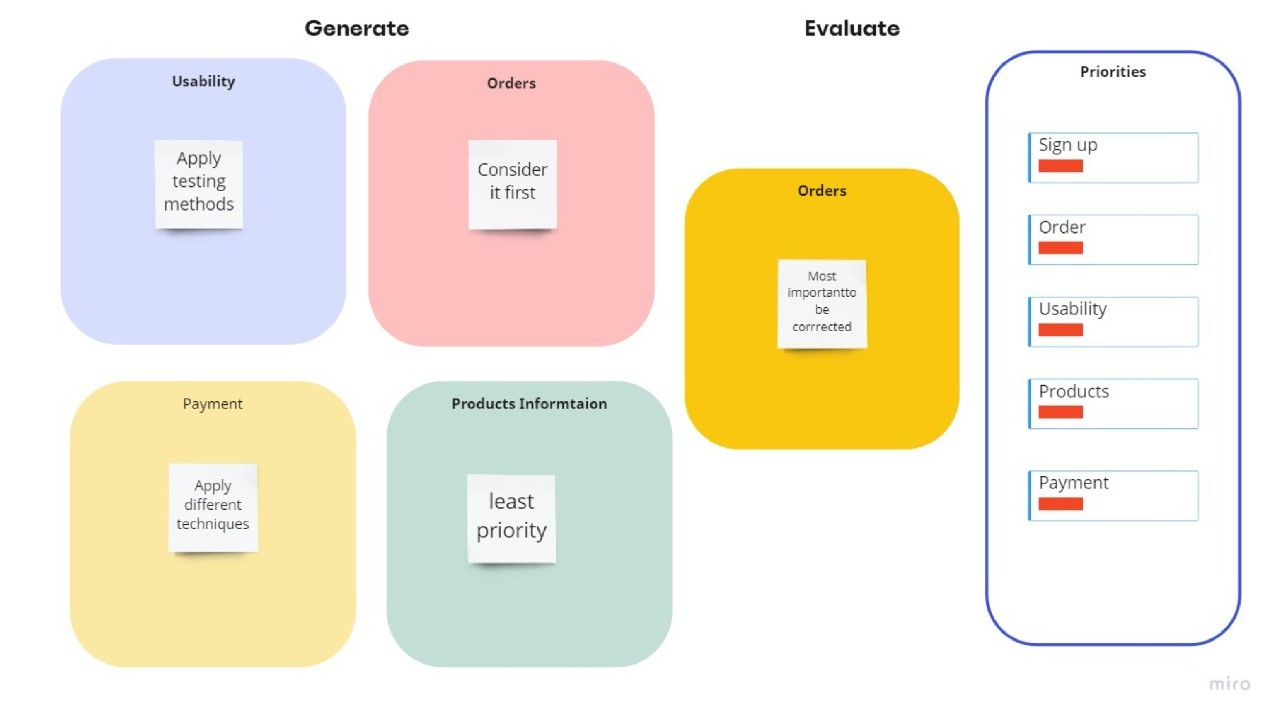 Generate
Evaluate
Usability
Apply
testing
methods
Orders
Consider
it first
Payment
Apply
different
techniques
Products Informtaion
least
priority
Orders
Most
importantto
be
corrrected
Priorities
Sign up
Order
Usability
Products
Payment
miro